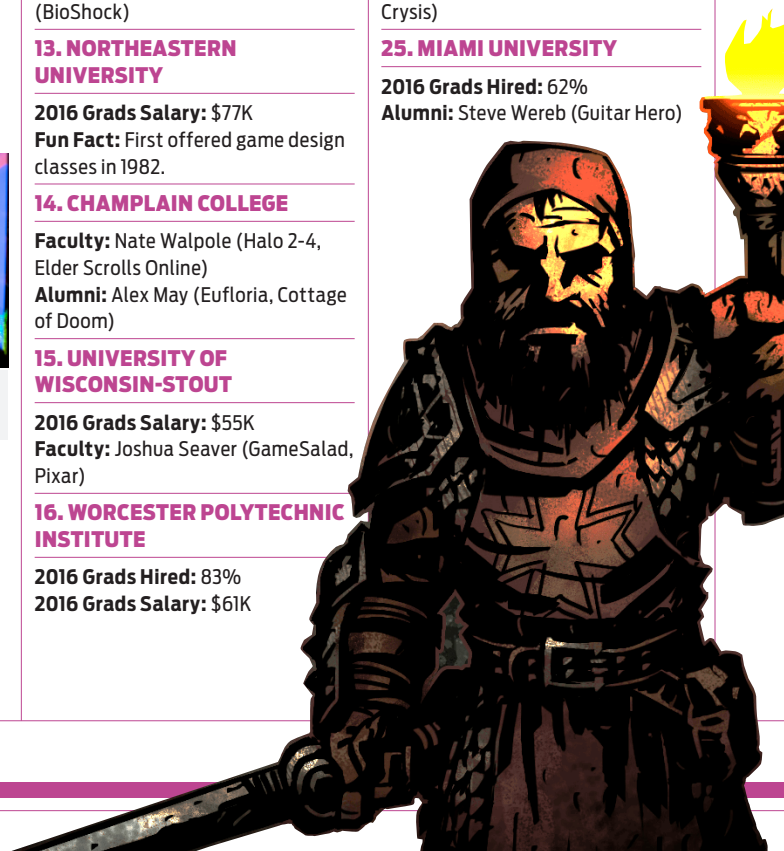 (BioShock)
13. NORTHEASTERN
UNIVERSITY
2016 Grads Salary: $77K
Fun Fact: First offered game design
classes in 1982.
14. CHAMPLAIN COLLEGE
Faculty: Nate Walpole (Halo 2-4,
Elder Scrolls Online)
Alumni: Alex May (Eufloria, Cottage
of Doom)
15. UNIVERSITY OF
WISCONSIN-STOUT
2016 Grads Salary: $55K
Faculty: Joshua Seaver (GameSalad,
Pixar)
16. WORCESTER POLYTECHNIC
INSTITUTE
2016 Grads Hired: 83%
2016 Grads Salary: $61K
Crysis)
25. MIAMI UNIVERSITY
2016 Grads Hired: 62%
Alumni: Steve Wereb (Guitar Hero)